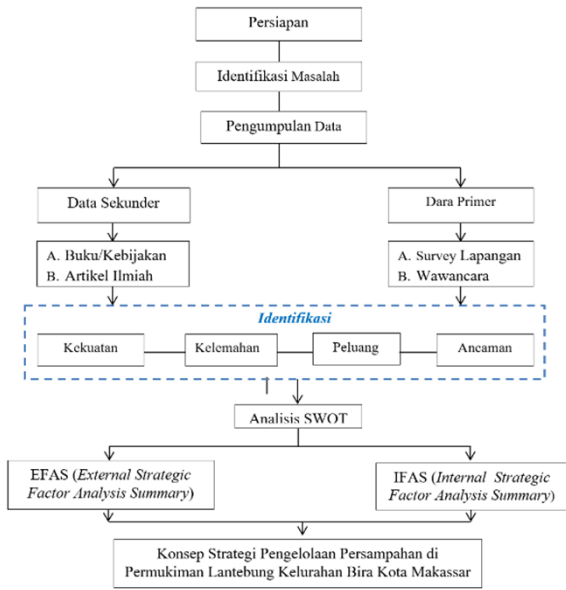 Persiapan
Identifikasi Masalah
Pengumpulan Data
Data Sekunder
Dara Primer
A. Buku/Kebijakan
B. Artikel Ilmiah
A. Survey Lapangan
B. Wawancara
Identifikasi
Kekuatan
Kelemahan
Peluang
Ancaman
Analisis SWOT
EFAS (External Strategic
Factor Analysis Summary)
IFAS (Internal Strategic
Factor Analysis Summary)
Konsep Strategi Pengelolaan Persampahan di
Permukiman Lantebung Kelurahan Bira Kota Makassar